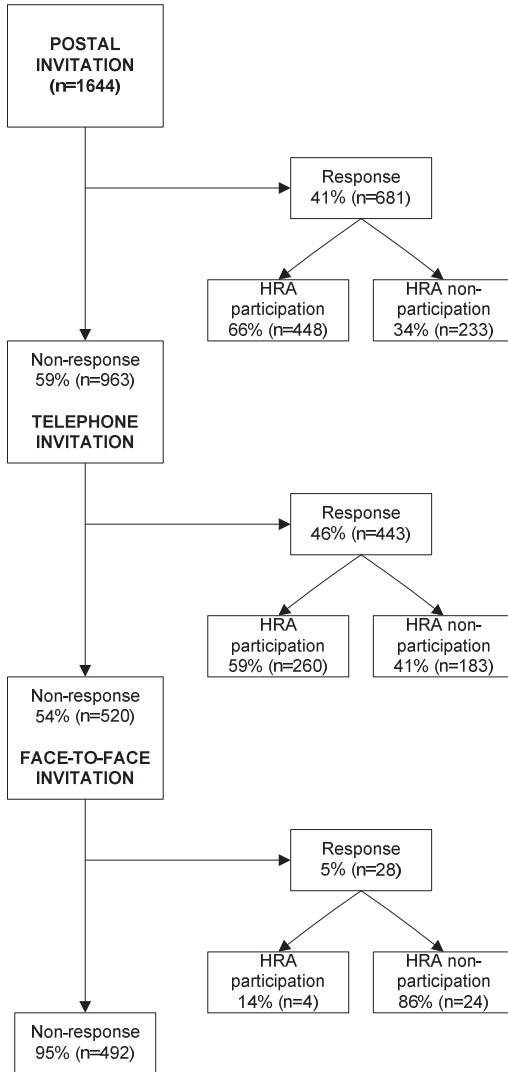 POSTAL
INVITATION
(n=1644)
Response
41% (n=681)
HRA
participation
66% (n=448)
HRA non-
participation
34% (n=233)
Non-response
59% (n=963)
TELEPHONE
INVITATION
Response
46% (n=443)
HRA
participation
59% (n=260)
HRA non-
participation
41% (n=183)
Non-response
54% (n=520)
FACE-TO-FACE
INVITATION
Response
5% (n=28)
HRA
participation
14% (n=4)
HRA non-
participation
86% (n=24)
Non-response
95% (n=492)